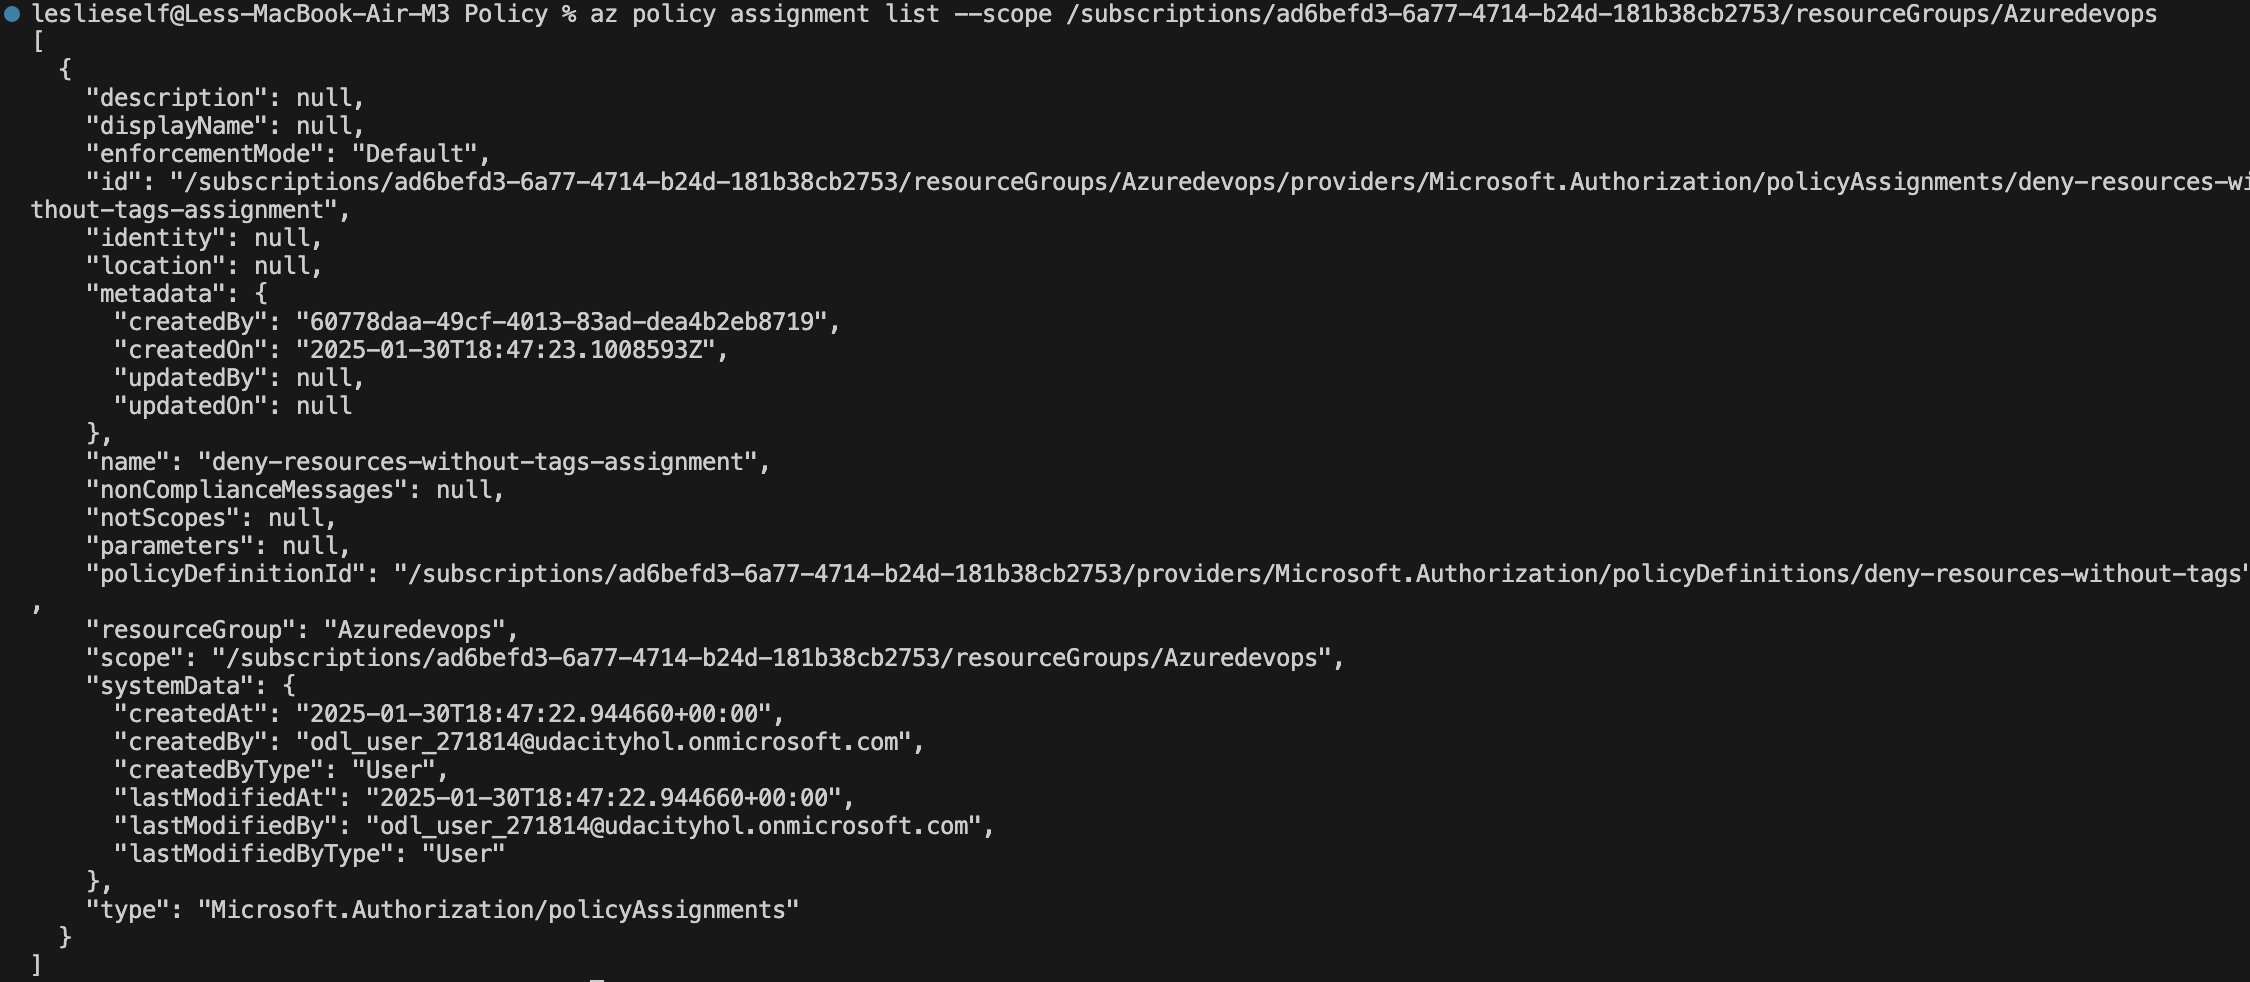 leslieself@Less-MacBook-Air-M3 Policy % az policy assignment list --scope /subscriptions/ad6befd3-6a77-4714-b24d-181b38cb2753/resourceGroups/Azuredevops
[
  {
    "description": null,
    "displayName": null,
    "enforcementMode": "Default",
    "id": "/subscriptions/ad6befd3-6a77-4714-b24d-181b38cb2753/resourceGroups/Azuredevops/providers/Microsoft.Authorization/policyAssignments/deny-resources-wi
thout-tags-assignment",
    "identity": null,
    "location": null,
    "metadata": {
      "createdBy": "60778daa-49cf-4013-83ad-dea4b2eb8719",
      "createdOn": "2025-01-30T18:47:23.1008593Z",
      "updatedBy": null,
      "updatedOn": null
    },
    "name": "deny-resources-without-tags-assignment",
    "nonComplianceMessages": null,
    "notScopes": null,
    "parameters": null,
    "policyDefinitionId": "/subscriptions/ad6befd3-6a77-4714-b24d-181b38cb2753/providers/Microsoft.Authorization/policyDefinitions/deny-resources-without-tags"
,
    "resourceGroup": "Azuredevops",
    "scope": "/subscriptions/ad6befd3-6a77-4714-b24d-181b38cb2753/resourceGroups/Azuredevops",
    "systemData": {
      "createdAt": "2025-01-30T18:47:22.944660+00:00",
      "createdBy": "odl_user_271814@udacityhol.onmicrosoft.com",
      "createdByType": "User",
      "lastModifiedAt": "2025-01-30T18:47:22.944660+00:00",
      "lastModifiedBy": "odl_user_271814@udacityhol.onmicrosoft.com",
      "lastModifiedByType": "User"
    },
    "type": "Microsoft.Authorization/policyAssignments"
  }
]